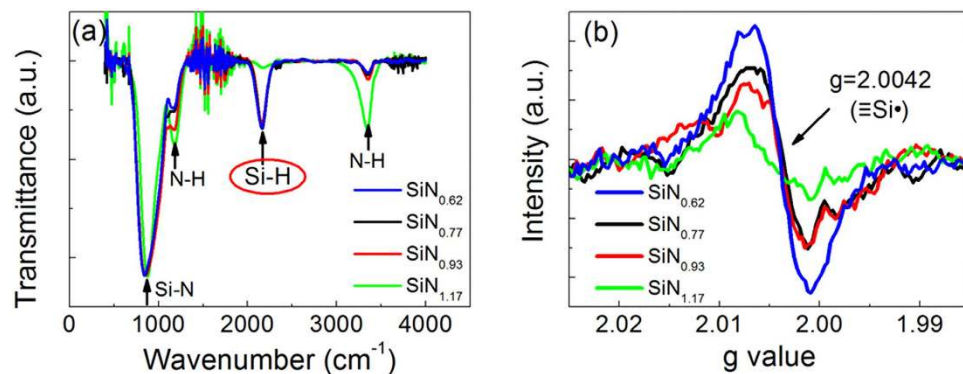 (a)
Transmittance (a.u.)
N-H
Si-H
N-H
Si-N
SiN0.62
SiN0.77
SiN0.93
SiN1.17
0 1000 2000 3000 4000
Wavenumber (cm-1)
(b)
Intensity (a.u.)
g=2.0042
(≡Si•)
SiN0.62
SiN0.77
SiN0.93
SiN1.17
2.02 2.01 2.00 1.99
g value